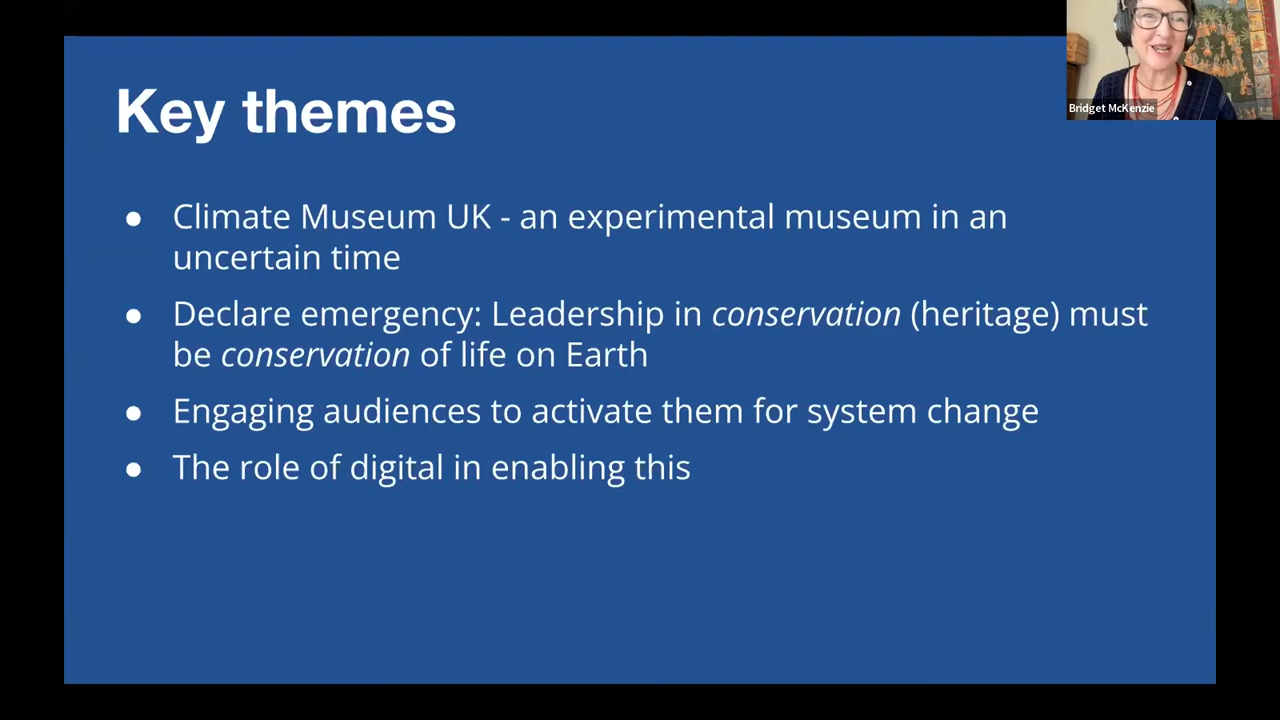 Key themes
● Climate Museum UK - an experimental museum in an
uncertain time
● Declare emergency: Leadership in conservation (heritage) must
be conservation of life on Earth
● Engaging audiences to activate them for system change
● The role of digital in enabling this
Bridget McKenzie